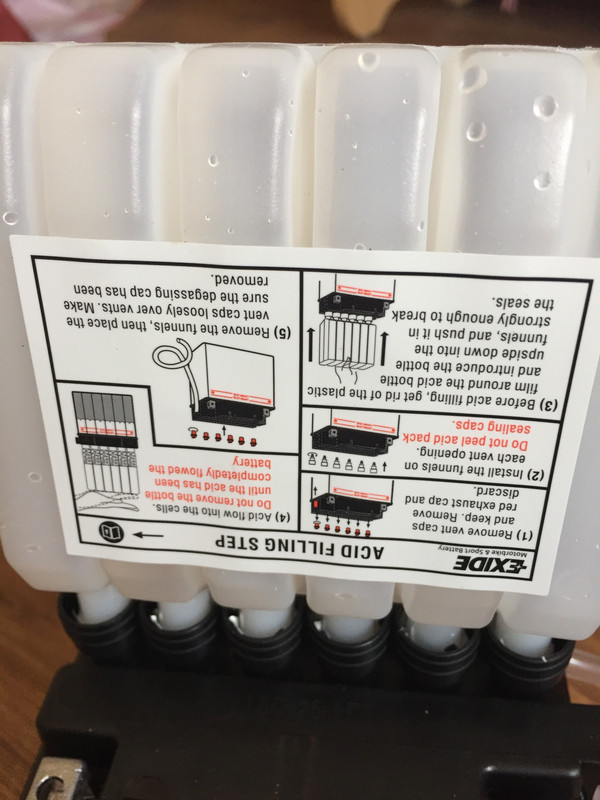 EXIDE
Motorbike & Sport Battery
ACID FILLING STEP
(1) Remove vent caps
and keep. Remove
red exhaust cap and
discard.
(2) Install the funnels on
each vent opening.
Do not peel acid pack
sealing caps.
(3) Before acid filling, get rid of the plastic
film around the acid bottle
and introduce the bottle
upside down into the
funnels, and push it in
strongly enough to break
the seals.
(4) Acid flow into the cells.
Do not remove the bottle
until the acid has been
completedly flowed the
battery
(5) Remove the funnels, then place the
vent caps loosely over vents. Make
sure the degassing cap has been
removed.